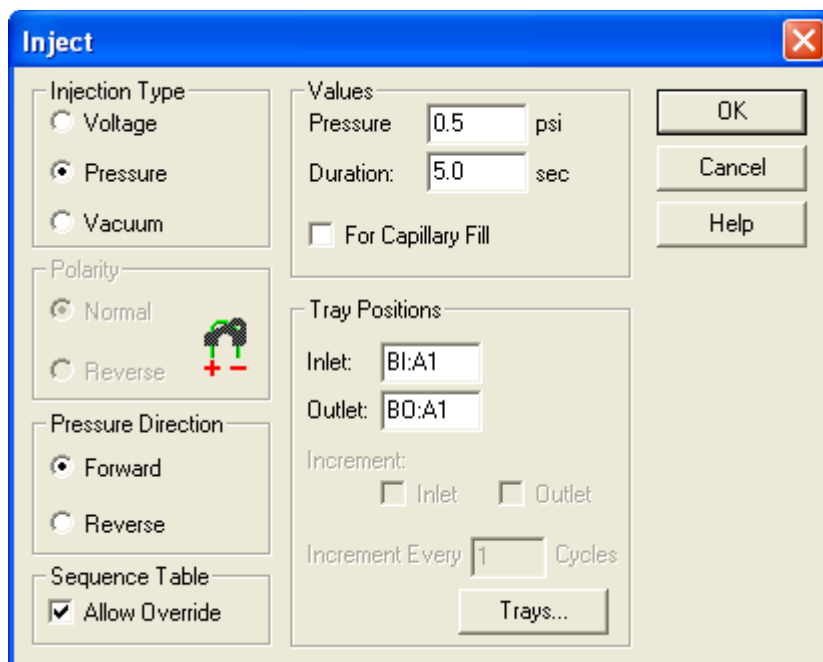 Inject
Injection Type
Voltage
Pressure
Vacuum
Polarity
Normal
Reverse
+ -
Pressure Direction
Forward
Reverse
Sequence Table
Allow Override
Values
Pressure 0.5 psi
Duration: 5.0 sec
For Capillary Fill
Tray Positions
Inlet: BI:A1
Outlet: BO:A1
Increment:
Inlet Outlet
Increment Every 1 Cycles
Trays...
OK
Cancel
Help